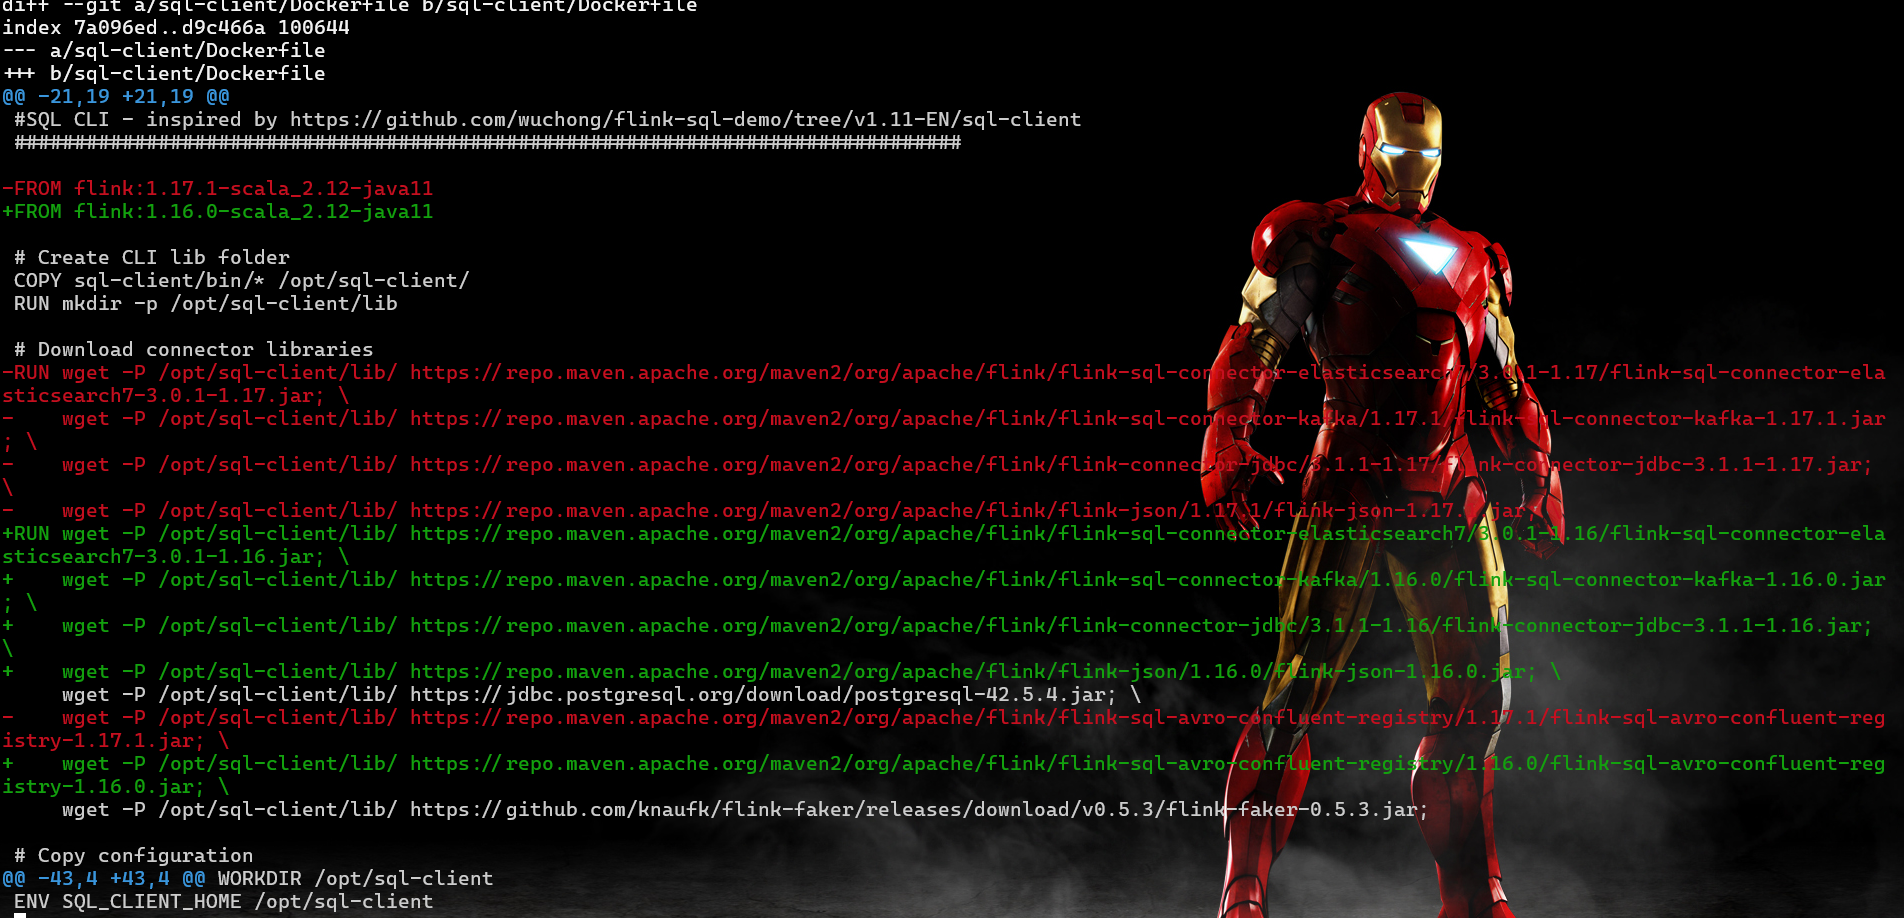 diff --git a/sql-client/Dockerfile b/sql-client/Dockerfile
index 7a096ed..d9c466a 100644
--- a/sql-client/Dockerfile
+++ b/sql-client/Dockerfile
@@ -21,19 +21,19 @@
 #SQL CLI - inspired by https://github.com/wuchong/flink-sql-demo/tree/v1.11-EN/sql-client
 ###############################################################################

-FROM flink:1.17.1-scala_2.12-java11
+FROM flink:1.16.0-scala_2.12-java11

 # Create CLI lib folder
 COPY sql-client/bin/* /opt/sql-client/
 RUN mkdir -p /opt/sql-client/lib

 # Download connector libraries
-RUN wget -P /opt/sql-client/lib/ https://repo.maven.apache.org/maven2/org/apache/flink/flink-sql-connector-elasticsearch7/3.0.1-1.17/flink-sql-connector-ela
sticsearch7-3.0.1-1.17.jar; \
-    wget -P /opt/sql-client/lib/ https://repo.maven.apache.org/maven2/org/apache/flink/flink-sql-connector-kafka/1.17.1/flink-sql-connector-kafka-1.17.1.jar
; \
-    wget -P /opt/sql-client/lib/ https://repo.maven.apache.org/maven2/org/apache/flink/flink-connector-jdbc/3.1.1-1.17/flink-connector-jdbc-3.1.1-1.17.jar;
\
-    wget -P /opt/sql-client/lib/ https://repo.maven.apache.org/maven2/org/apache/flink/flink-json/1.17.1/flink-json-1.17.1.jar; \
+RUN wget -P /opt/sql-client/lib/ https://repo.maven.apache.org/maven2/org/apache/flink/flink-sql-connector-elasticsearch7/3.0.1-1.16/flink-sql-connector-ela
sticsearch7-3.0.1-1.16.jar; \
+    wget -P /opt/sql-client/lib/ https://repo.maven.apache.org/maven2/org/apache/flink/flink-sql-connector-kafka/1.16.0/flink-sql-connector-kafka-1.16.0.jar
; \
+    wget -P /opt/sql-client/lib/ https://repo.maven.apache.org/maven2/org/apache/flink/flink-connector-jdbc/3.1.1-1.16/flink-connector-jdbc-3.1.1-1.16.jar;
\
+    wget -P /opt/sql-client/lib/ https://repo.maven.apache.org/maven2/org/apache/flink/flink-json/1.16.0/flink-json-1.16.0.jar; \
     wget -P /opt/sql-client/lib/ https://jdbc.postgresql.org/download/postgresql-42.5.4.jar; \
-    wget -P /opt/sql-client/lib/ https://repo.maven.apache.org/maven2/org/apache/flink/flink-sql-avro-confluent-registry/1.17.1/flink-sql-avro-confluent-reg
istry-1.17.1.jar; \
+    wget -P /opt/sql-client/lib/ https://repo.maven.apache.org/maven2/org/apache/flink/flink-sql-avro-confluent-registry/1.16.0/flink-sql-avro-confluent-reg
istry-1.16.0.jar; \
     wget -P /opt/sql-client/lib/ https://github.com/knaufk/flink-faker/releases/download/v0.5.3/flink-faker-0.5.3.jar;

 # Copy configuration
@@ -43,4 +43,4 @@ WORKDIR /opt/sql-client
 ENV SQL_CLIENT_HOME /opt/sql-client